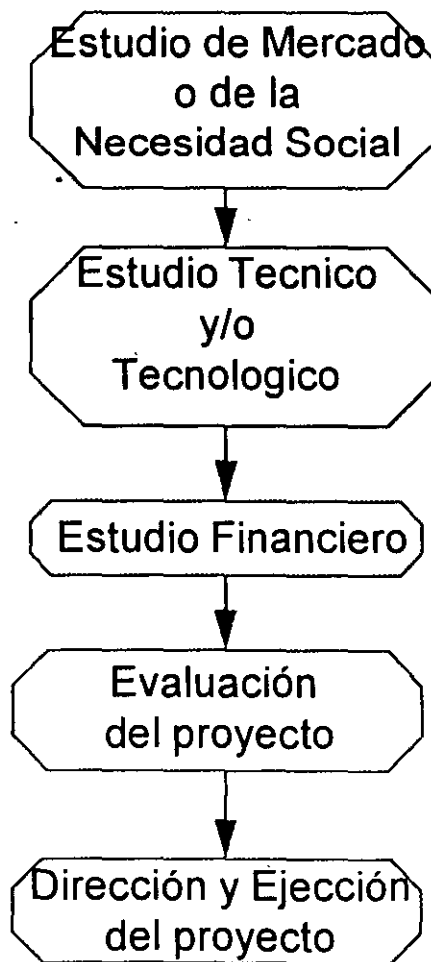 Estudio de Mercado
o de la
Necesidad Social
Estudio Tecnico
y/o
Tecnologico
Estudio Financiero
Evaluación
del proyecto
Dirección y Ejección
del proyecto